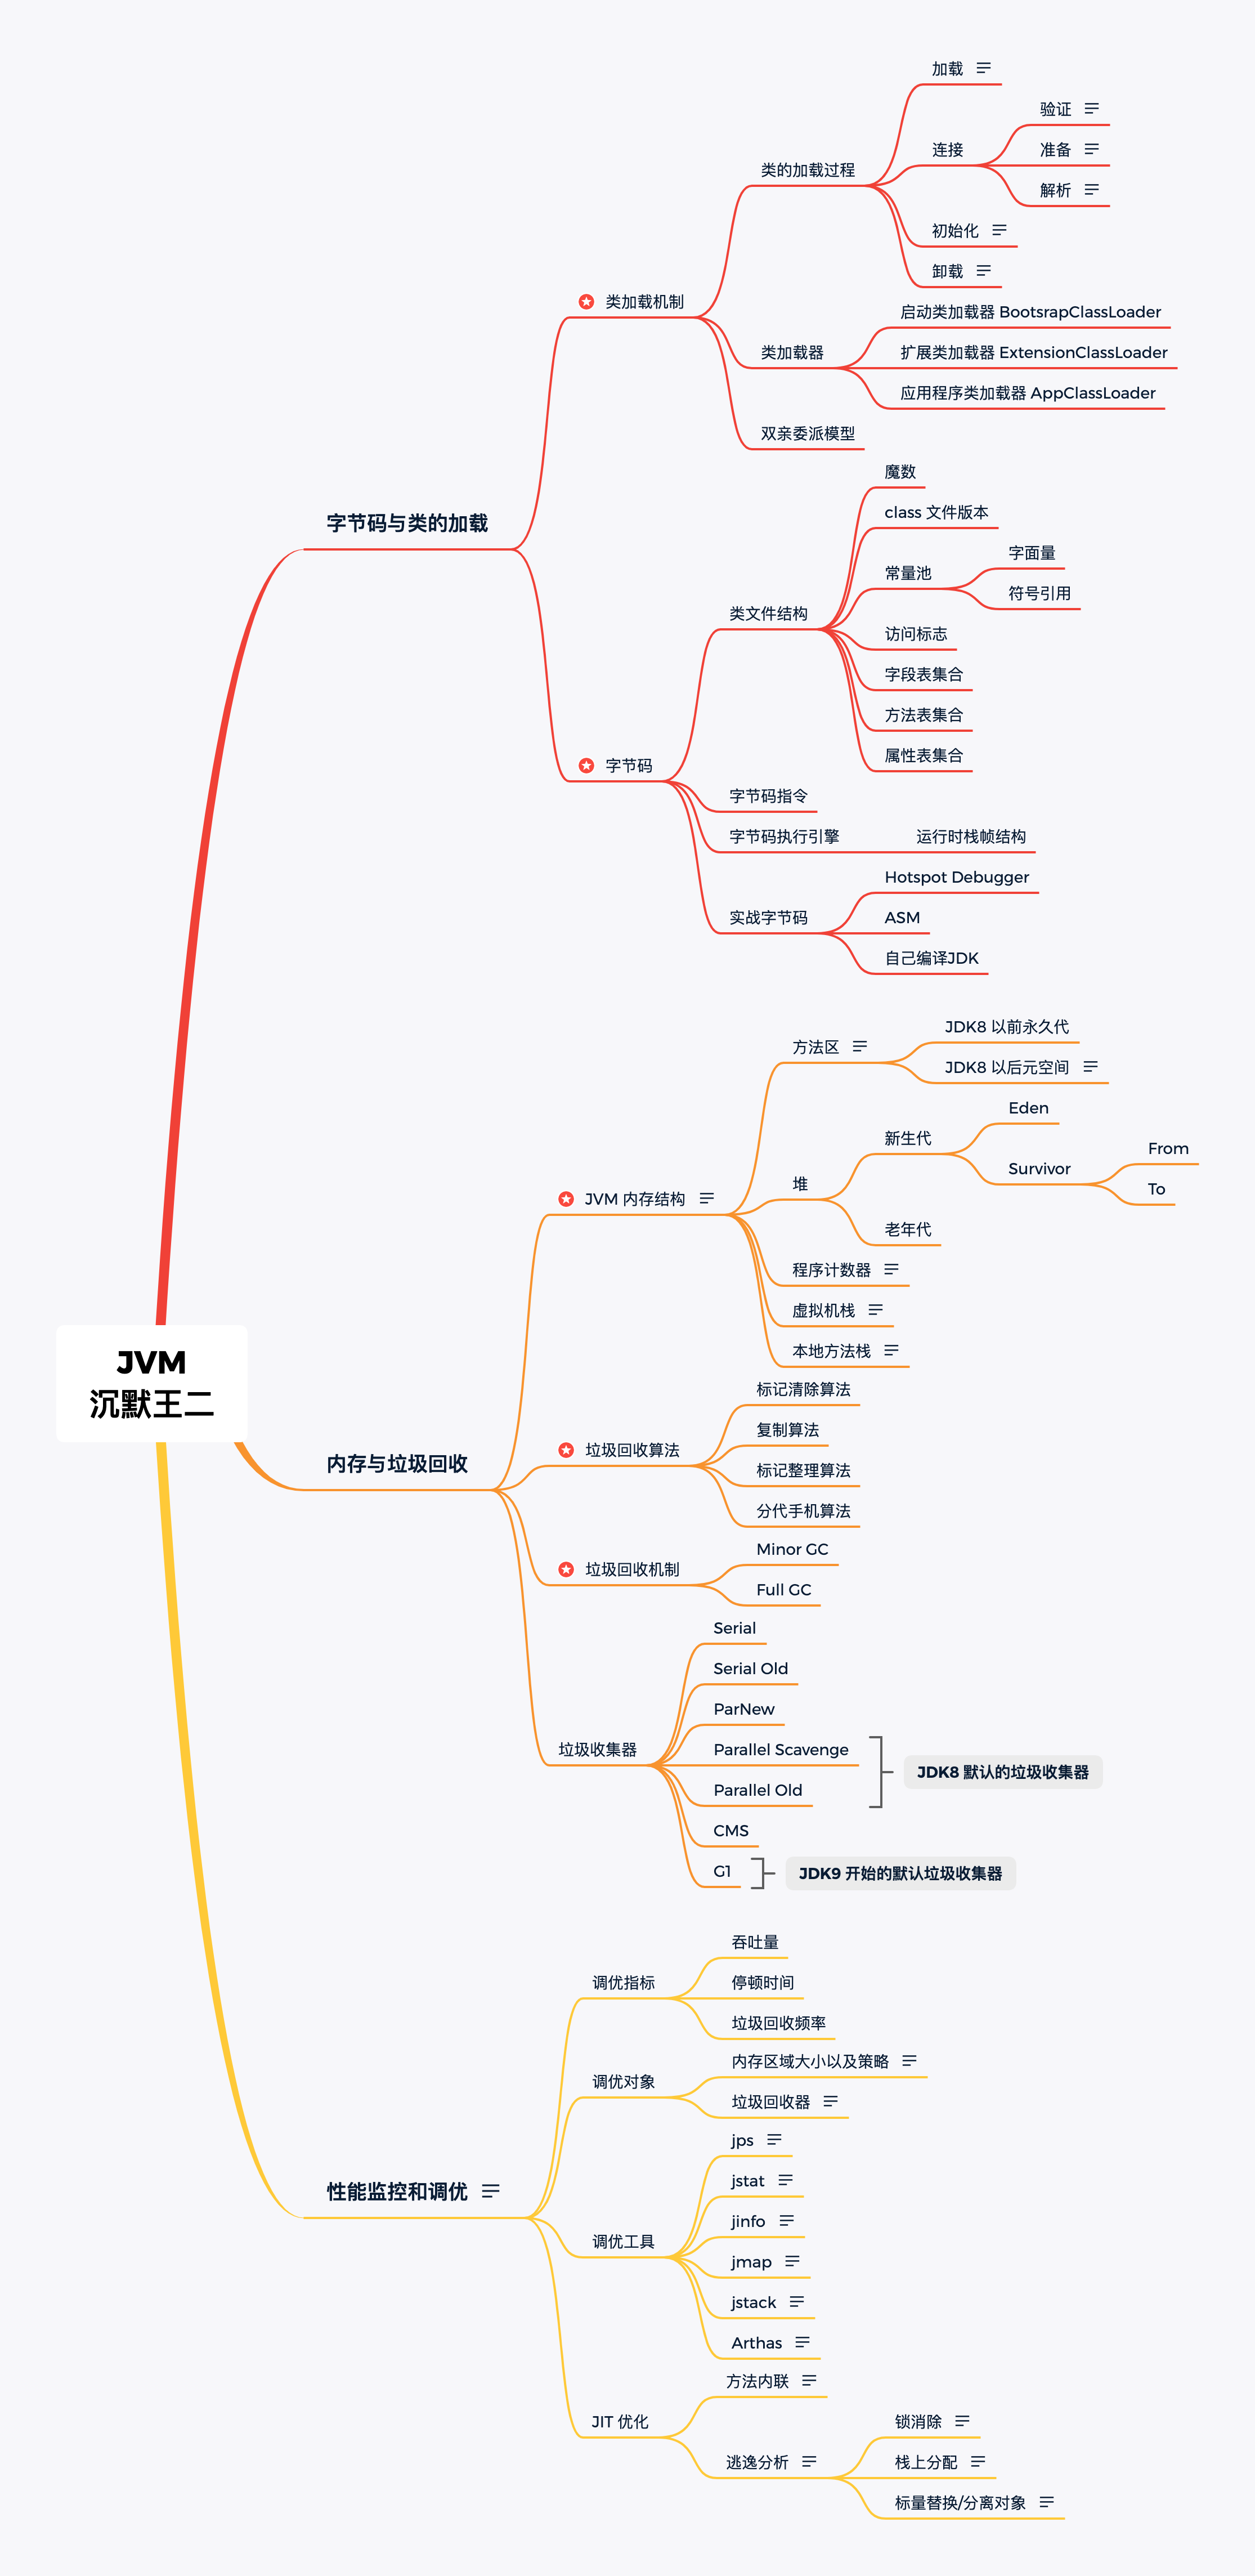 JVM
沉默王二
字节码与类的加载
类加载机制
类的加载过程
加载
连接
验证
准备
解析
初始化
卸载
类加载器
启动类加载器 BootsrapClassLoader
扩展类加载器 ExtensionClassLoader
应用程序类加载器 AppClassLoader
双亲委派模型
字节码
类文件结构
魔数
class 文件版本
常量池
字面量
符号引用
访问标志
字段表集合
方法表集合
属性表集合
字节码指令
字节码执行引擎
运行时栈帧结构
实战字节码
Hotspot Debugger
ASM
自己编译JDK
内存与垃圾回收
JVM 内存结构
方法区
JDK8 以前永久代
JDK8 以后元空间
堆
新生代
Eden
Survivor
From
To
老年代
程序计数器
虚拟机栈
本地方法栈
垃圾回收算法
标记清除算法
复制算法
标记整理算法
分代手机算法
垃圾回收机制
Minor GC
Full GC
垃圾收集器
Serial
Serial Old
ParNew
Parallel Scavenge
Parallel Old
JDK8 默认的垃圾收集器
CMS
G1
JDK9 开始的默认垃圾收集器
性能监控和调优
调优指标
吞吐量
停顿时间
垃圾回收频率
调优对象
内存区域大小以及策略
垃圾回收器
调优工具
jps
jstat
jinfo
jmap
jstack
Arthas
JIT 优化
方法内联
逃逸分析
锁消除
栈上分配
标量替换/分离对象